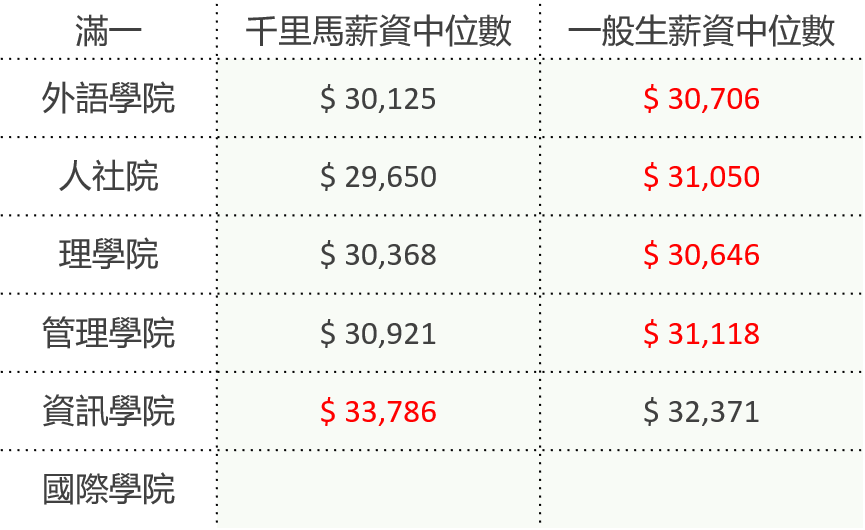 滿一 千里馬薪資中位數 一般生薪資中位數
外語學院 $ 30,125 $ 30,706
人社院 $ 29,650 $ 31,050
理學院 $ 30,368 $ 30,646
管理學院 $ 30,921 $ 31,118
資訊學院 $ 33,786 $ 32,371
國際學院